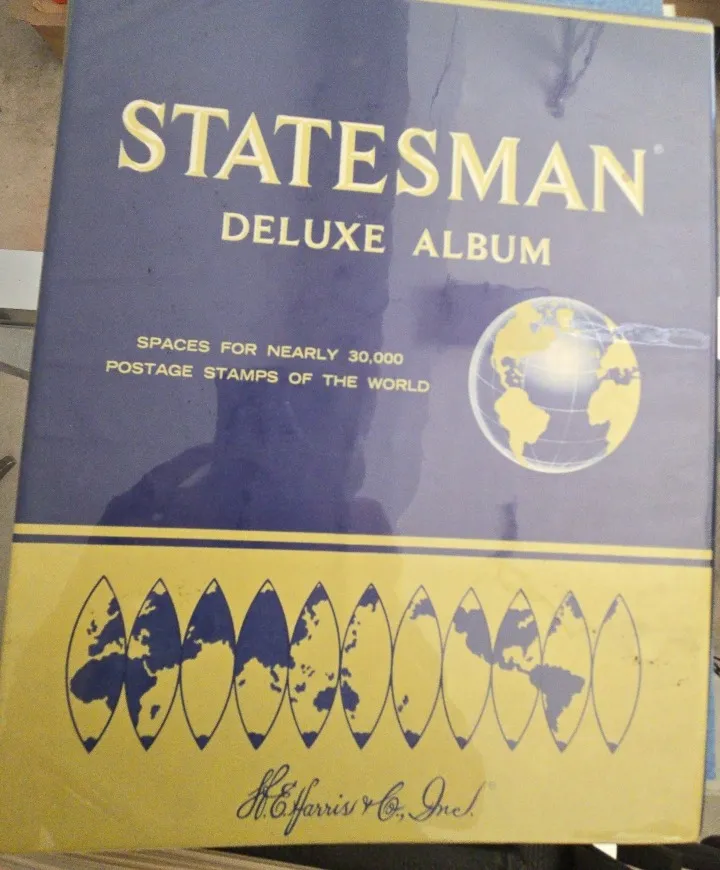 STATESMAN®
DELUXE ALBUM
SPACES FOR NEARLY 30,000
POSTAGE STAMPS OF THE WORLD
H.E. Harris & Co., Inc.®